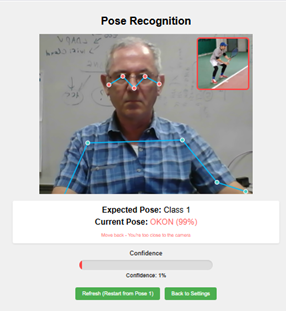 Pose Recognition
Expected Pose: Class 1
Current Pose: OKON (99%)
Move back - You're too close to the camera.
Confidence
Confidence: 1%
Refresh (Restart from Pose 1)
Back to Settings